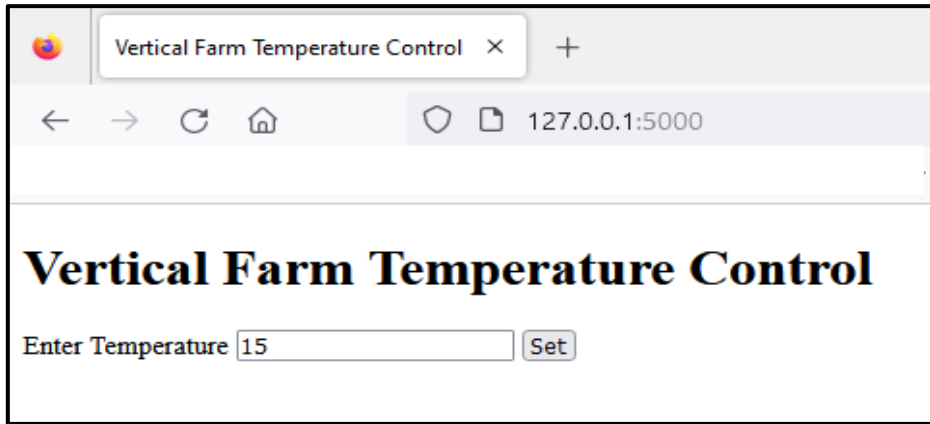 Vertical Farm Temperature Control
127.0.0.1:5000
Vertical Farm Temperature Control
Enter Temperature 15 Set